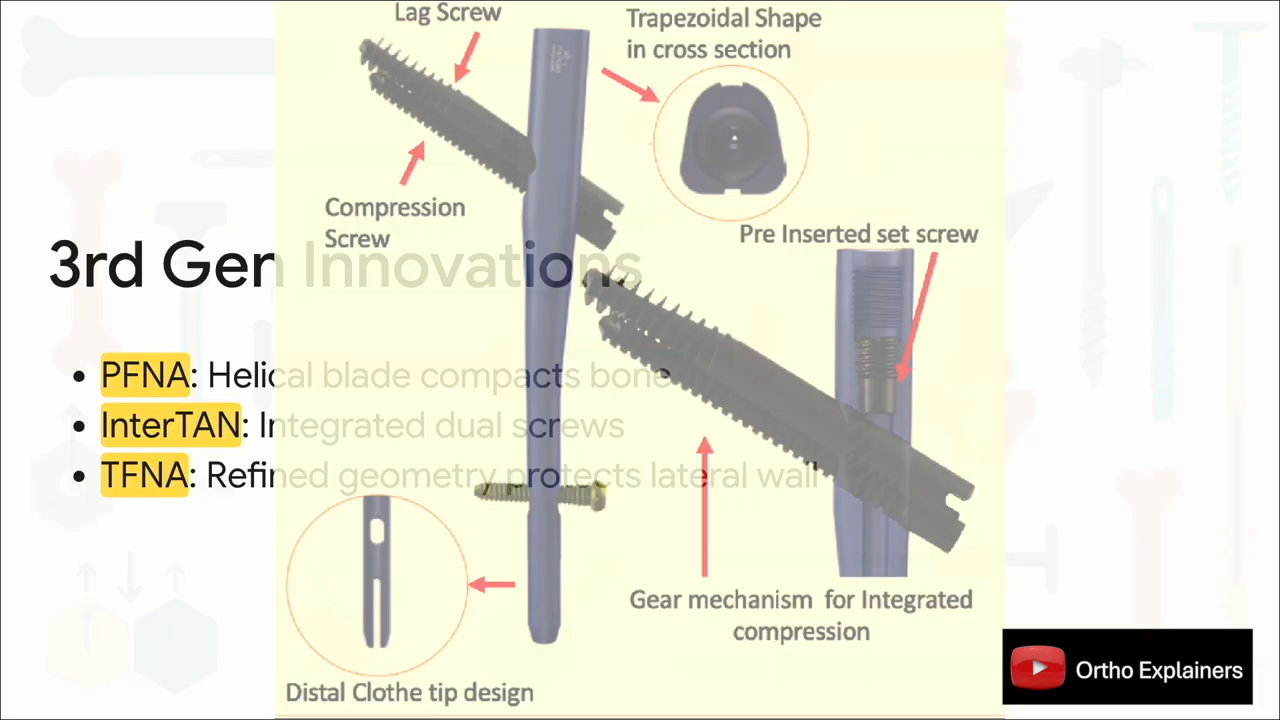 Lag Screw
Trapezoidal Shape
in cross section
Compression
Screw
Pre Inserted set screw
3rd Gen Innovations
• PFNA: Helical blade compacts bone
• InterTAN: Integrated dual screws
• TFNA: Refined geometry protects lateral wall
Gear mechanism for Integrated
compression
Distal Clothe tip design
Ortho Explainers